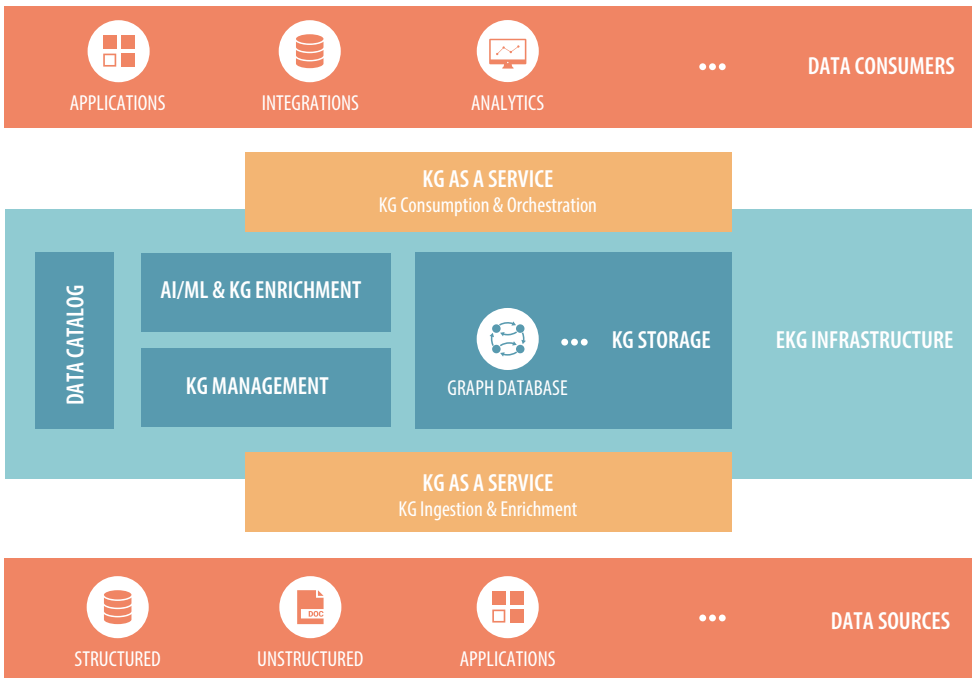 APPLICATIONS
INTEGRATIONS
ANALYTICS
•••
DATA CONSUMERS
KG AS A SERVICE
KG Consumption & Orchestration
DATA CATALOG
AI/ML & KG ENRICHMENT
KG MANAGEMENT
GRAPH DATABASE
•••
KG STORAGE
EKG INFRASTRUCTURE
KG AS A SERVICE
KG Ingestion & Enrichment
STRUCTURED
DOC
UNSTRUCTURED
APPLICATIONS
•••
DATA SOURCES